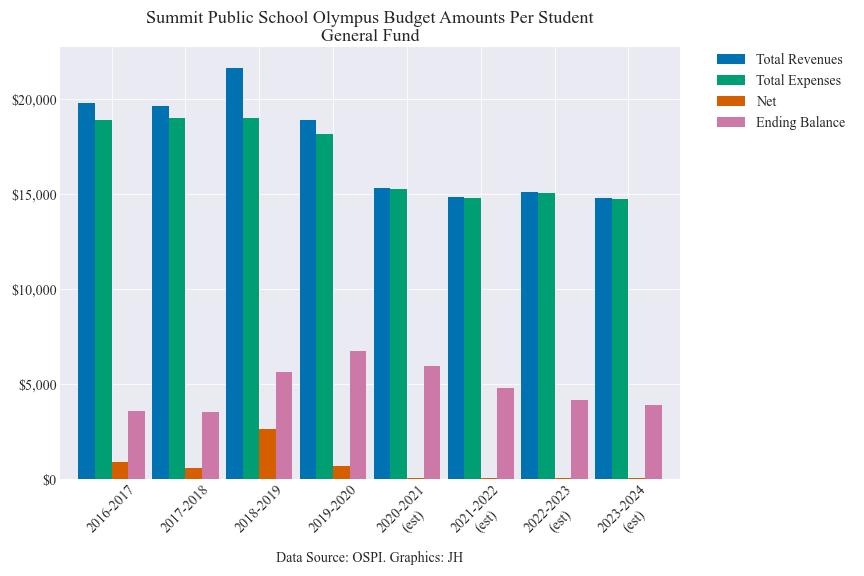 Summit Public School Olympus Budget Amounts Per Student
General Fund
Total Revenues
Total Expenses
Net
Ending Balance
$20,000
$15,000
$10,000
$5,000
$0
2016-2017
2017-2018
2018-2019
2019-2020
2020-2021
(est)
2021-2022
(est)
2022-2023
(est)
2023-2024
(est)
Data Source: OSPI. Graphics: JH